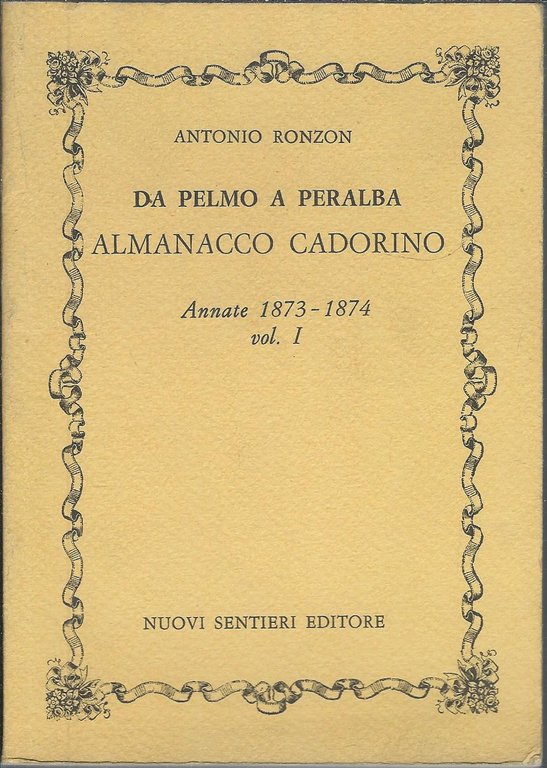 ANTONIO RONZON
DA PELMO A PERALBA
ALMANACCO CADORINO
Annate 1873-1874
vol. I
NUOVI SENTIERI EDITORE